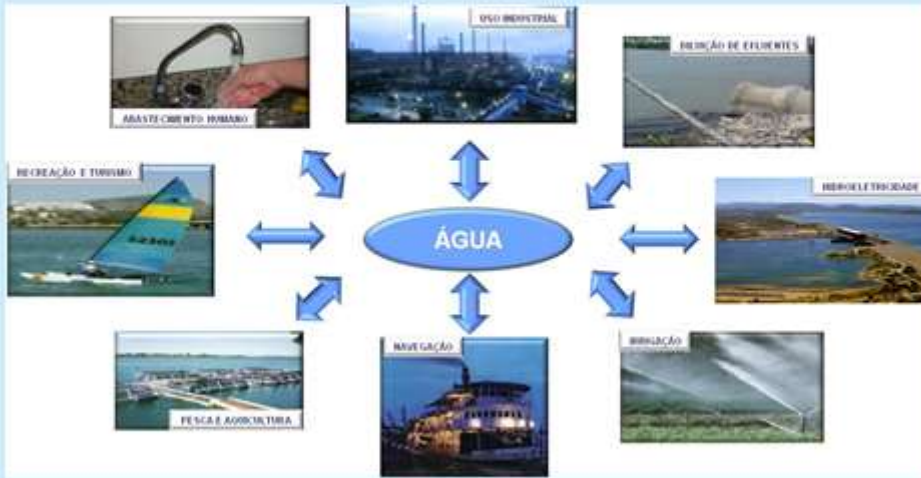 USO INDUSTRIAL
DILUIÇÃO DE EFLUENTES
ABASTECIMENTO HUMANO
RECREAÇÃO E TURISMO
HIDROELETRICIDADE
ÁGUA
NAVEGAÇÃO
IRRIGAÇÃO
PESCA E AQUICULTURA